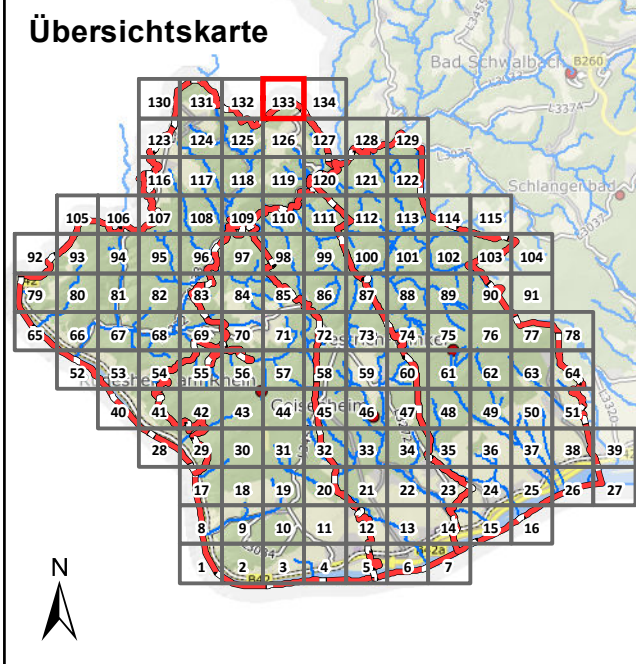 Übersichtskarte
Bad Schwalbach B260
L3374
L3035
Schlangenbad
L3037
130 131 132 133 134
123 124 125 126 127 128 129
116 117 118 119 120 121 122
105 106 107 108 109 110 111 112 113 114 115
92 93 94 95 96 97 98 99 100 101 102 103 104
79 80 81 82 83 84 85 86 87 88 89 90 91
65 66 67 68 69 70 71 72 73 74 75 76 77 78
52 53 54 55 56 57 58 59 60 61 62 63 64
40 41 42 43 44 45 46 47 48 49 50 51
28 29 30 31 32 33 34 35 36 37 38 39
17 18 19 20 21 22 23 24 25 26 27
8 9 10 11 12 13 14 15 16
1 2 3 4 5 6 7
B42
B42a
L3034
N